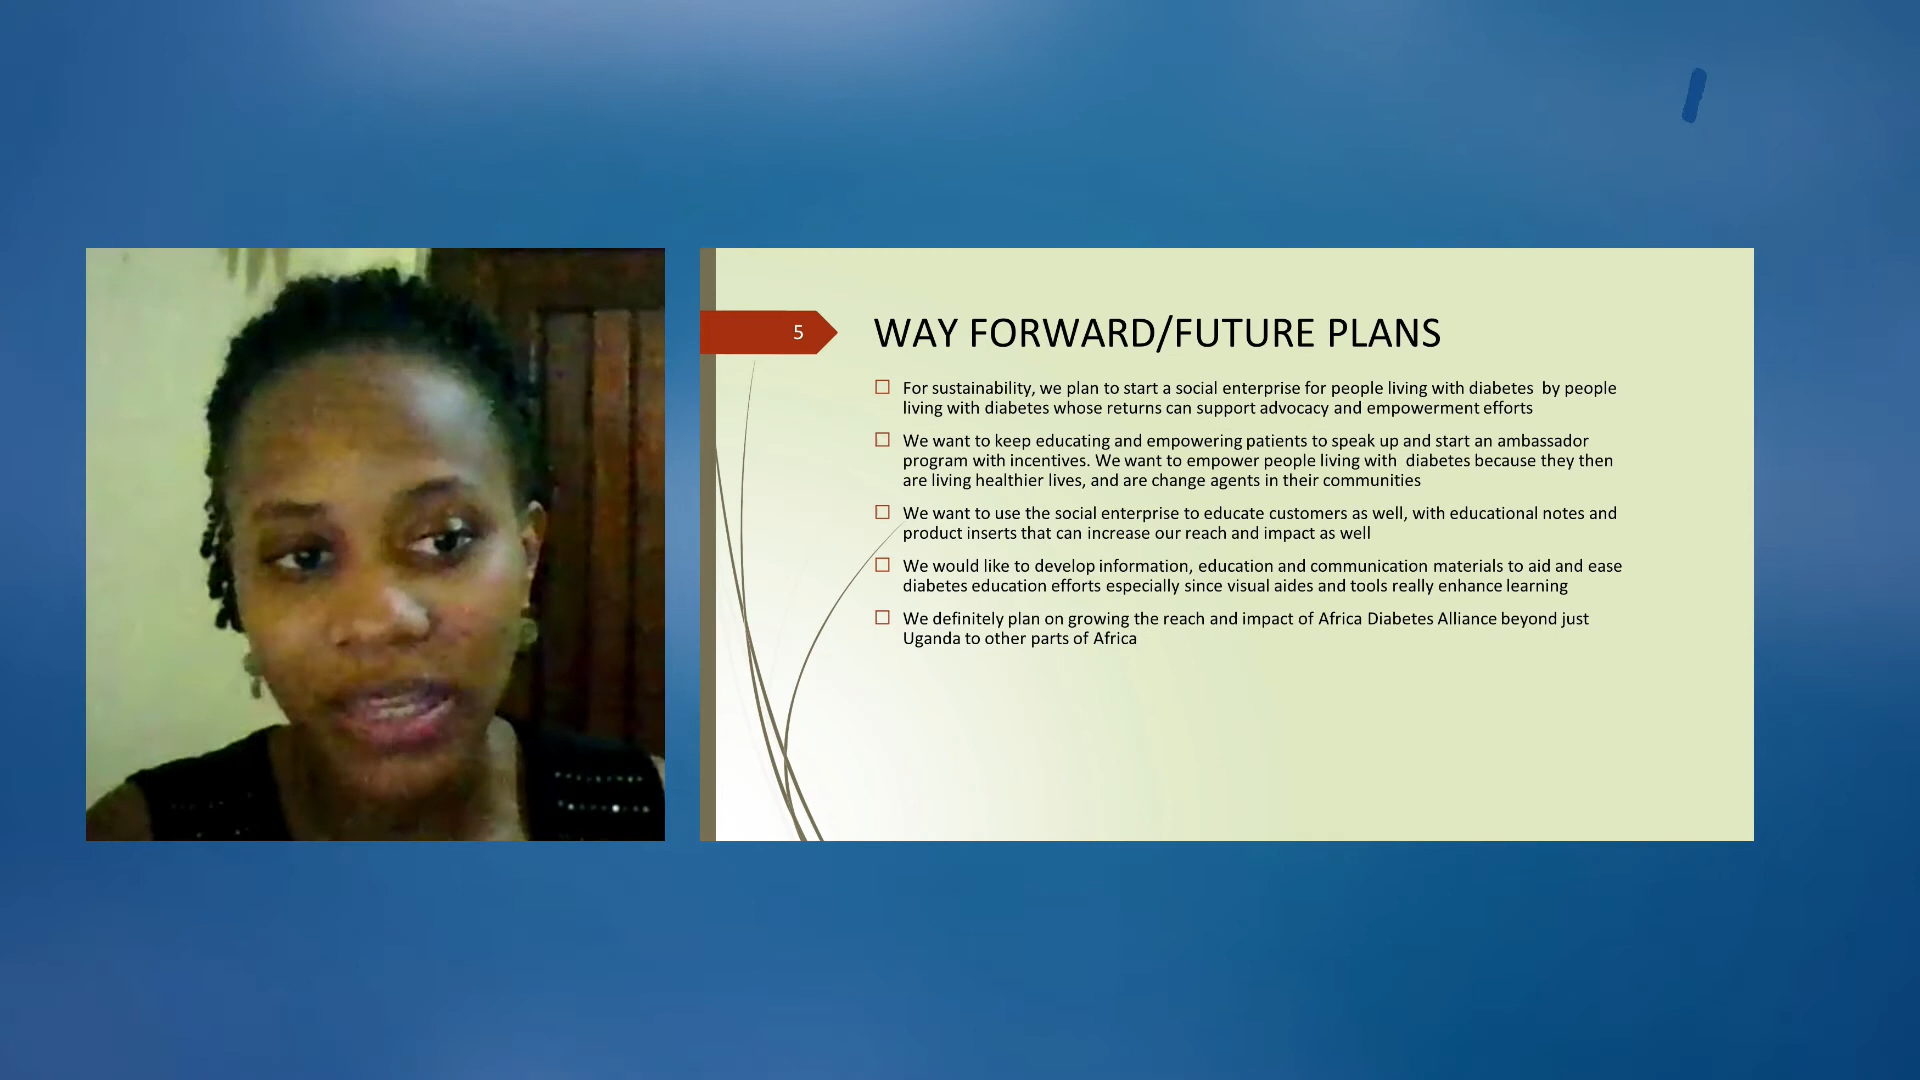 5
WAY FORWARD/FUTURE PLANS
For sustainability, we plan to start a social enterprise for people living with diabetes by people
living with diabetes whose returns can support advocacy and empowerment efforts
We want to keep educating and empowering patients to speak up and start an ambassador
program with incentives. We want to empower people living with diabetes because they then
are living healthier lives, and are change agents in their communities
We want to use the social enterprise to educate customers as well, with educational notes and
product inserts that can increase our reach and impact as well
We would like to develop information, education and communication materials to aid and ease
diabetes education efforts especially since visual aides and tools really enhance learning
We definitely plan on growing the reach and impact of Africa Diabetes Alliance beyond just
Uganda to other parts of Africa